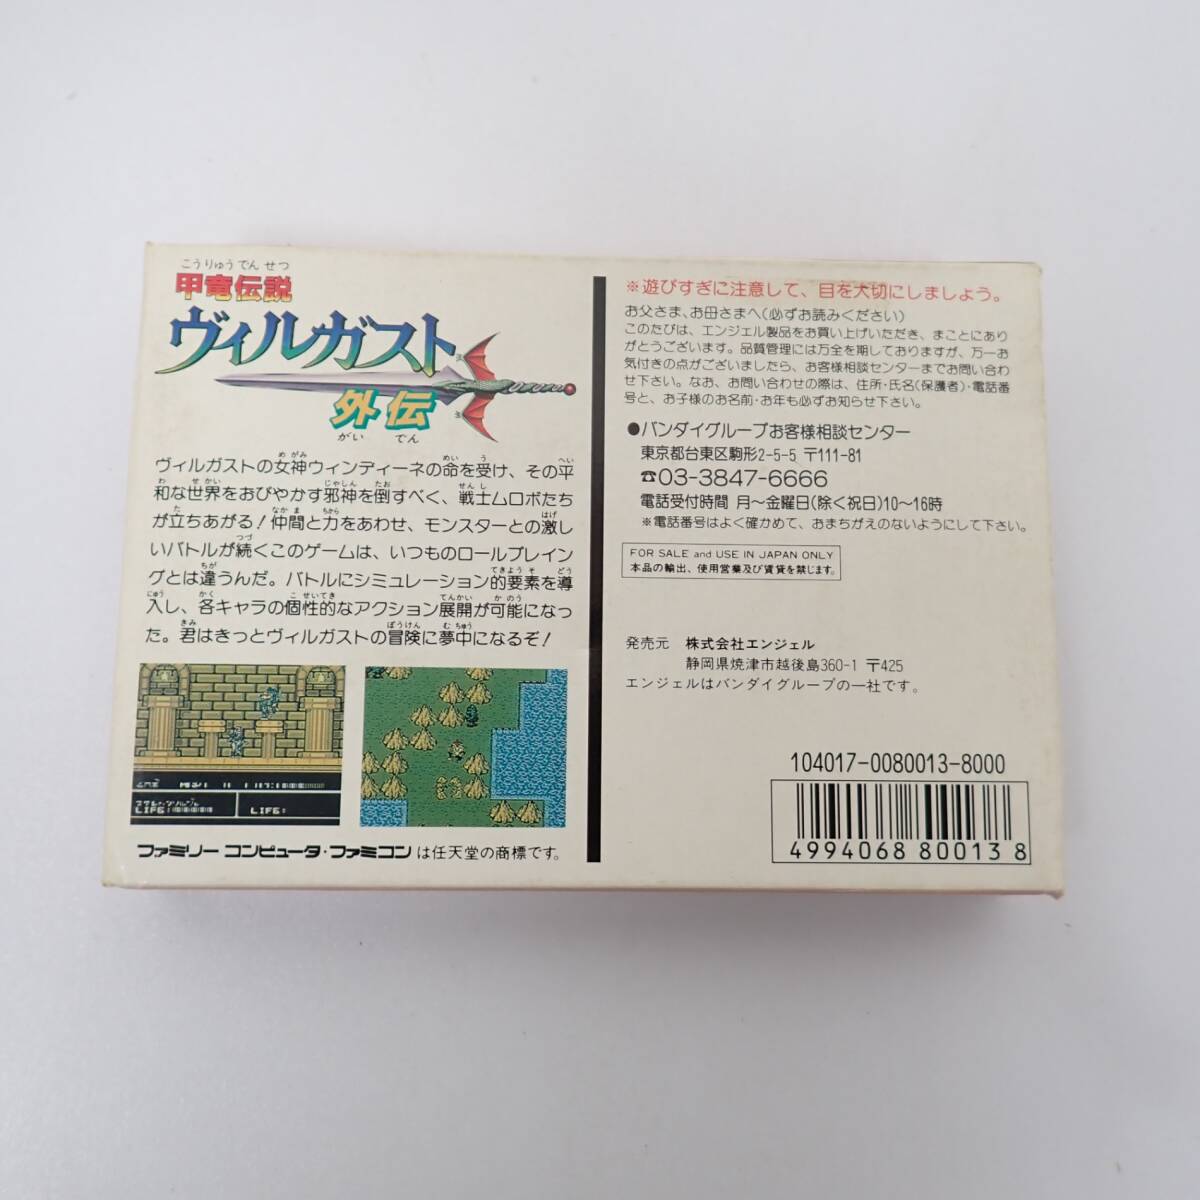 こうりゅうでんせつ
甲竜伝説
ヴィルガスト
外伝
がいでん
ヴィルガストの女神ウィンディーネの命を受け、その平
和な世界をおびやかす邪神を倒すべく、戦士ムロボたち
が立ちあがる！仲間と力をあわせ、モンスターとの激し
いバトルが続くこのゲームは、いつものロールプレイン
グとは違うんだ。バトルにシミュレーション的要素を導
入し、各キャラの個性的なアクション展開が可能になっ
た。君はきっとヴィルガストの冒険に夢中になるぞ！
LIFE:
LIFE:
ファミリーコンピュータ・ファミコンは任天堂の商標です。
※遊びすぎに注意して、目を大切にしましょう。
お父さま、お母さまへ(必ずお読みください)
このたびは、エンジェル製品をお買い上げいただき、まことにあり
がとうございます。品質管理には万全を期しておりますが、万一お
気付きの点がございましたら、お客様相談センターまでお問い合わ
せ下さい。なお、お問い合わせの際は、住所・氏名(保護者)・電話番
号と、お子様のお名前・お年も必ずお知らせ下さい。
●バンダイグループお客様相談センター
東京都台東区駒形2-5-5 〒111-81
☎03-3847-6666
電話受付時間 月〜金曜日(除く祝日)10〜16時
※電話番号はよく確かめて、おまちがえのないようにして下さい。
FOR SALE and USE IN JAPAN ONLY
本品の輸出、使用営業及び賃貸を禁じます。
発売元 株式会社エンジェル
静岡県焼津市越後島360-1 〒425
エンジェルはバンダイグループの一社です。
104017-0080013-8000
4994068800138